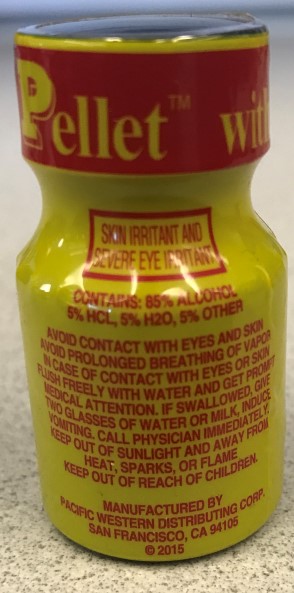 Pellet™ with
SKIN IRRITANT AND
SEVERE EYE IRRITANT
CONTAINS: 85% ALCOHOL
5% HCL, 5% H2O, 5% OTHER
AVOID CONTACT WITH EYES AND SKIN
AVOID PROLONGED BREATHING OF VAPOR
IN CASE OF CONTACT WITH EYES OR SKIN
FLUSH FREELY WITH WATER AND GET PROMPT
MEDICAL ATTENTION. IF SWALLOWED, GIVE
TWO GLASSES OF WATER OR MILK, INDUCE
VOMITING. CALL PHYSICIAN IMMEDIATELY.
KEEP OUT OF SUNLIGHT AND AWAY FROM
HEAT, SPARKS, OR FLAME
KEEP OUT OF REACH OF CHILDREN.
MANUFACTURED BY
PACIFIC WESTERN DISTRIBUTING CORP.
SAN FRANCISCO, CA 94105
© 2015